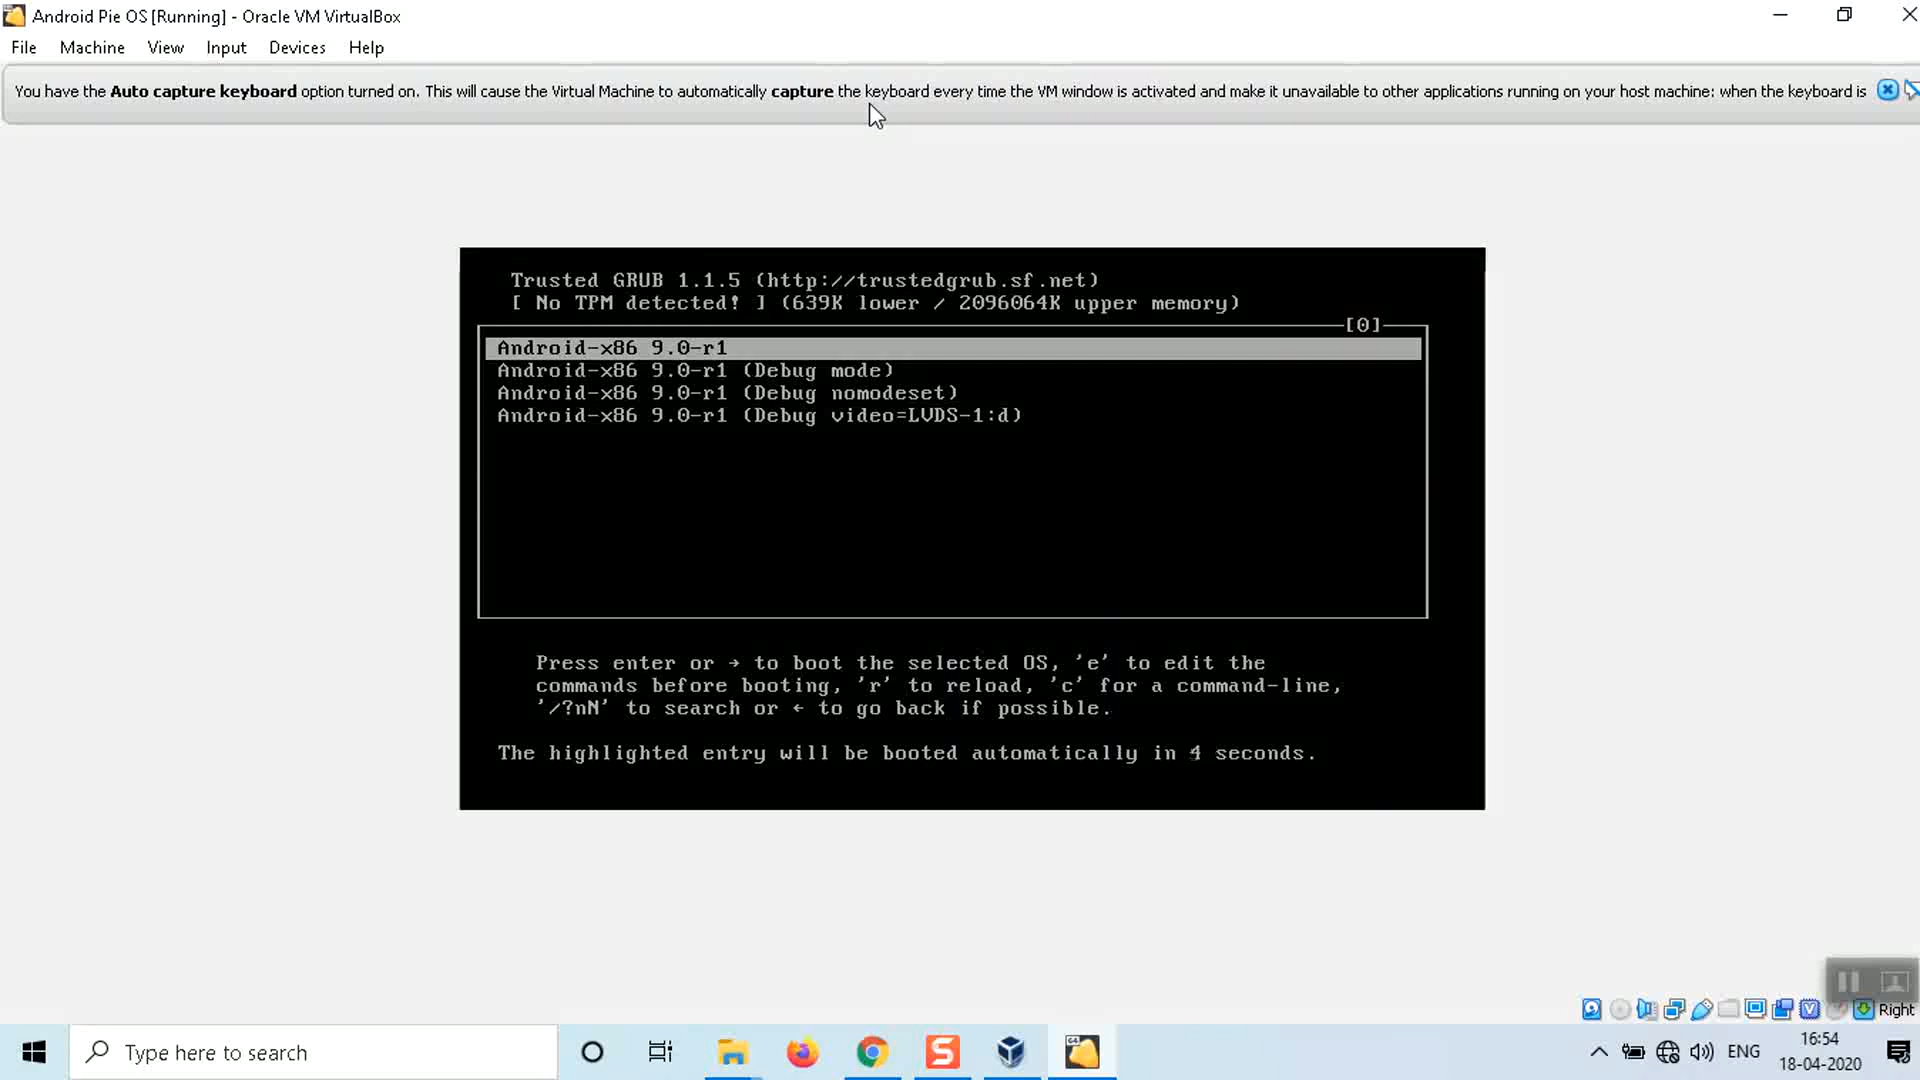 Android Pie OS [Running] - Oracle VM VirtualBox
File Machine View Input Devices Help
You have the Auto capture keyboard option turned on. This will cause the Virtual Machine to automatically capture the keyboard every time the VM window is activated and make it unavailable to other applications running on your host machine: when the keyboard is
Trusted GRUB 1.1.5 (http://trustedgrub.sf.net)
[ No TPM detected! ] (639K lower / 2096064K upper memory)
[0]
Android-x86 9.0-r1
Android-x86 9.0-r1 (Debug mode)
Android-x86 9.0-r1 (Debug nomodeset)
Android-x86 9.0-r1 (Debug video=LVDS-1:d)
Press enter or → to boot the selected OS, 'e' to edit the
commands before booting, 'r' to reload, 'c' for a command-line,
'/?nN' to search or ← to go back if possible.
The highlighted entry will be booted automatically in 4 seconds.
Right
Type here to search
64
S
ENG
16:54
18-04-2020